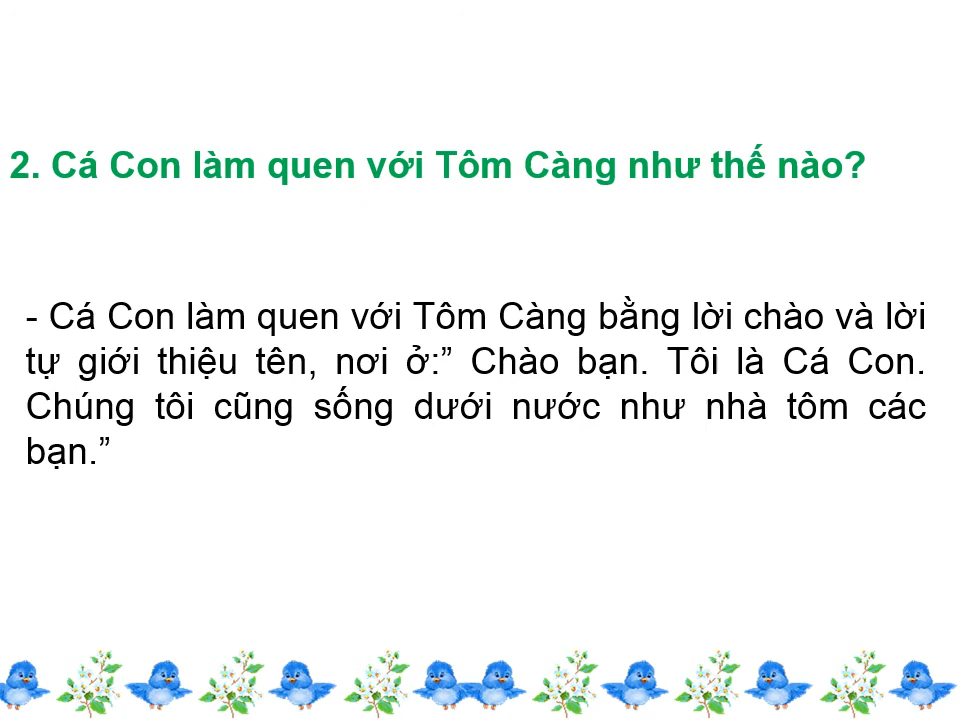 2. Cá Con làm quen với Tôm Càng như thế nào?
- Cá Con làm quen với Tôm Càng bằng lời chào và lời
tự giới thiệu tên, nơi ở:” Chào bạn. Tôi là Cá Con.
Chúng tôi cũng sống dưới nước như nhà tôm các
bạn.”